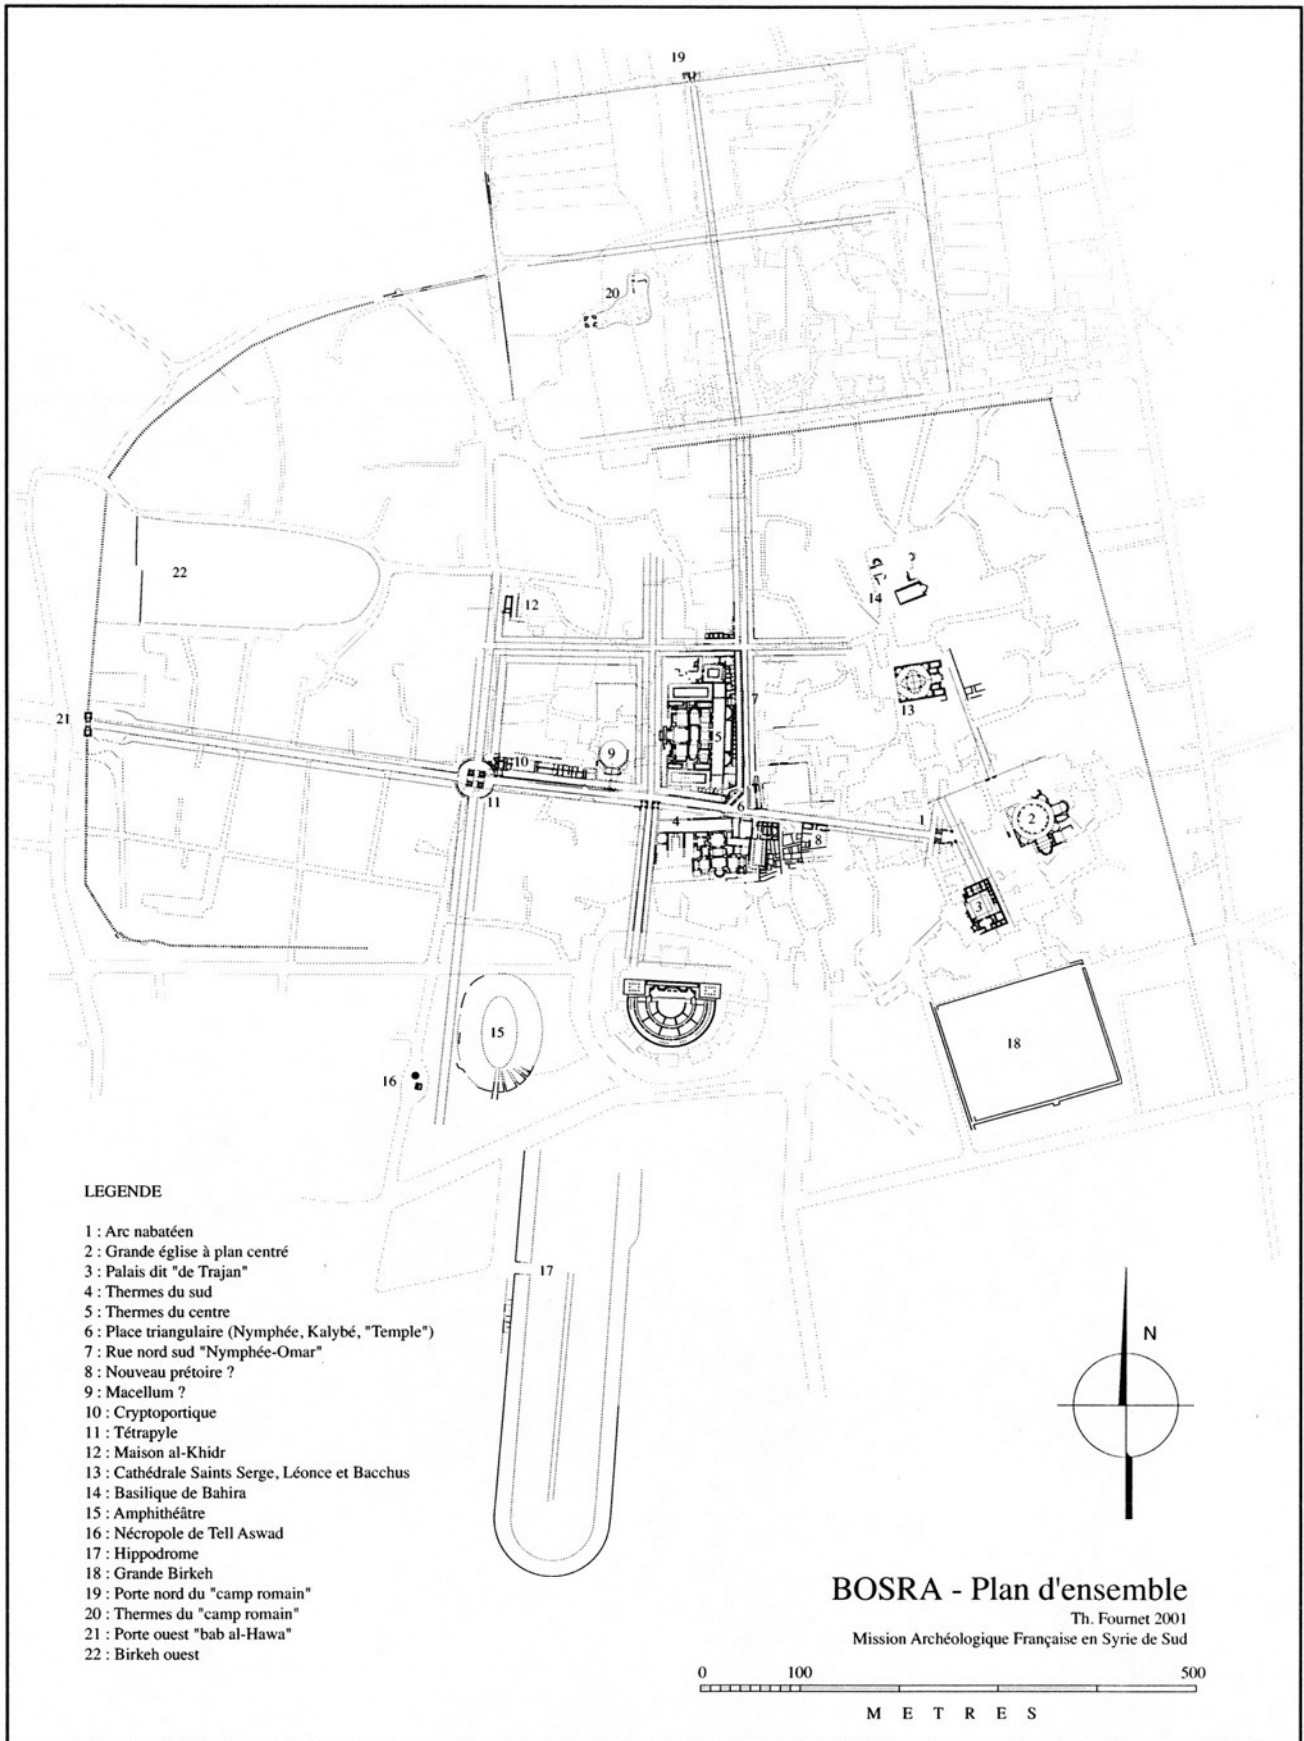 19
20
22
12
14
7
13
21
5
9
10
11
6
4
8
1
2
3
15
18
16
17
LEGENDE
1 : Arc nabatéen
2 : Grande église à plan centré
3 : Palais dit "de Trajan"
4 : Thermes du sud
5 : Thermes du centre
6 : Place triangulaire (Nymphée, Kalybé, "Temple")
7 : Rue nord sud "Nymphée-Omar"
8 : Nouveau prétoire ?
9 : Macellum ?
10 : Cryptoportique
11 : Tétrapyle
12 : Maison al-Khidr
13 : Cathédrale Saints Serge, Léonce et Bacchus
14 : Basilique de Bahira
15 : Amphithéâtre
16 : Nécropole de Tell Aswad
17 : Hippodrome
18 : Grande Birkeh
19 : Porte nord du "camp romain"
20 : Thermes du "camp romain"
21 : Porte ouest "bab al-Hawa"
22 : Birkeh ouest
N
BOSRA - Plan d'ensemble
Th. Fournet 2001
Mission Archéologique Française en Syrie de Sud
0 100 500
M E T R E S